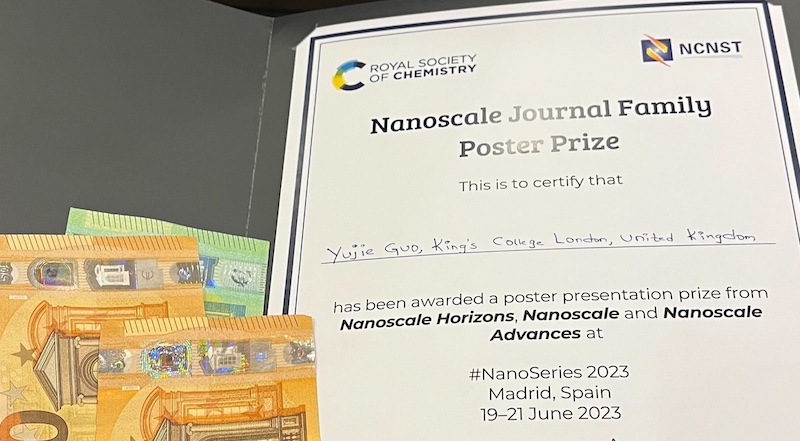 ROYAL SOCIETY
OF CHEMISTRY
NCNST
Nanoscale Journal Family
Poster Prize
This is to certify that
Yujie Guo, King's College London, United Kingdom
has been awarded a poster presentation prize from
Nanoscale Horizons, Nanoscale and Nanoscale
Advances at
#NanoSeries 2023
Madrid, Spain
19–21 June 2023
0